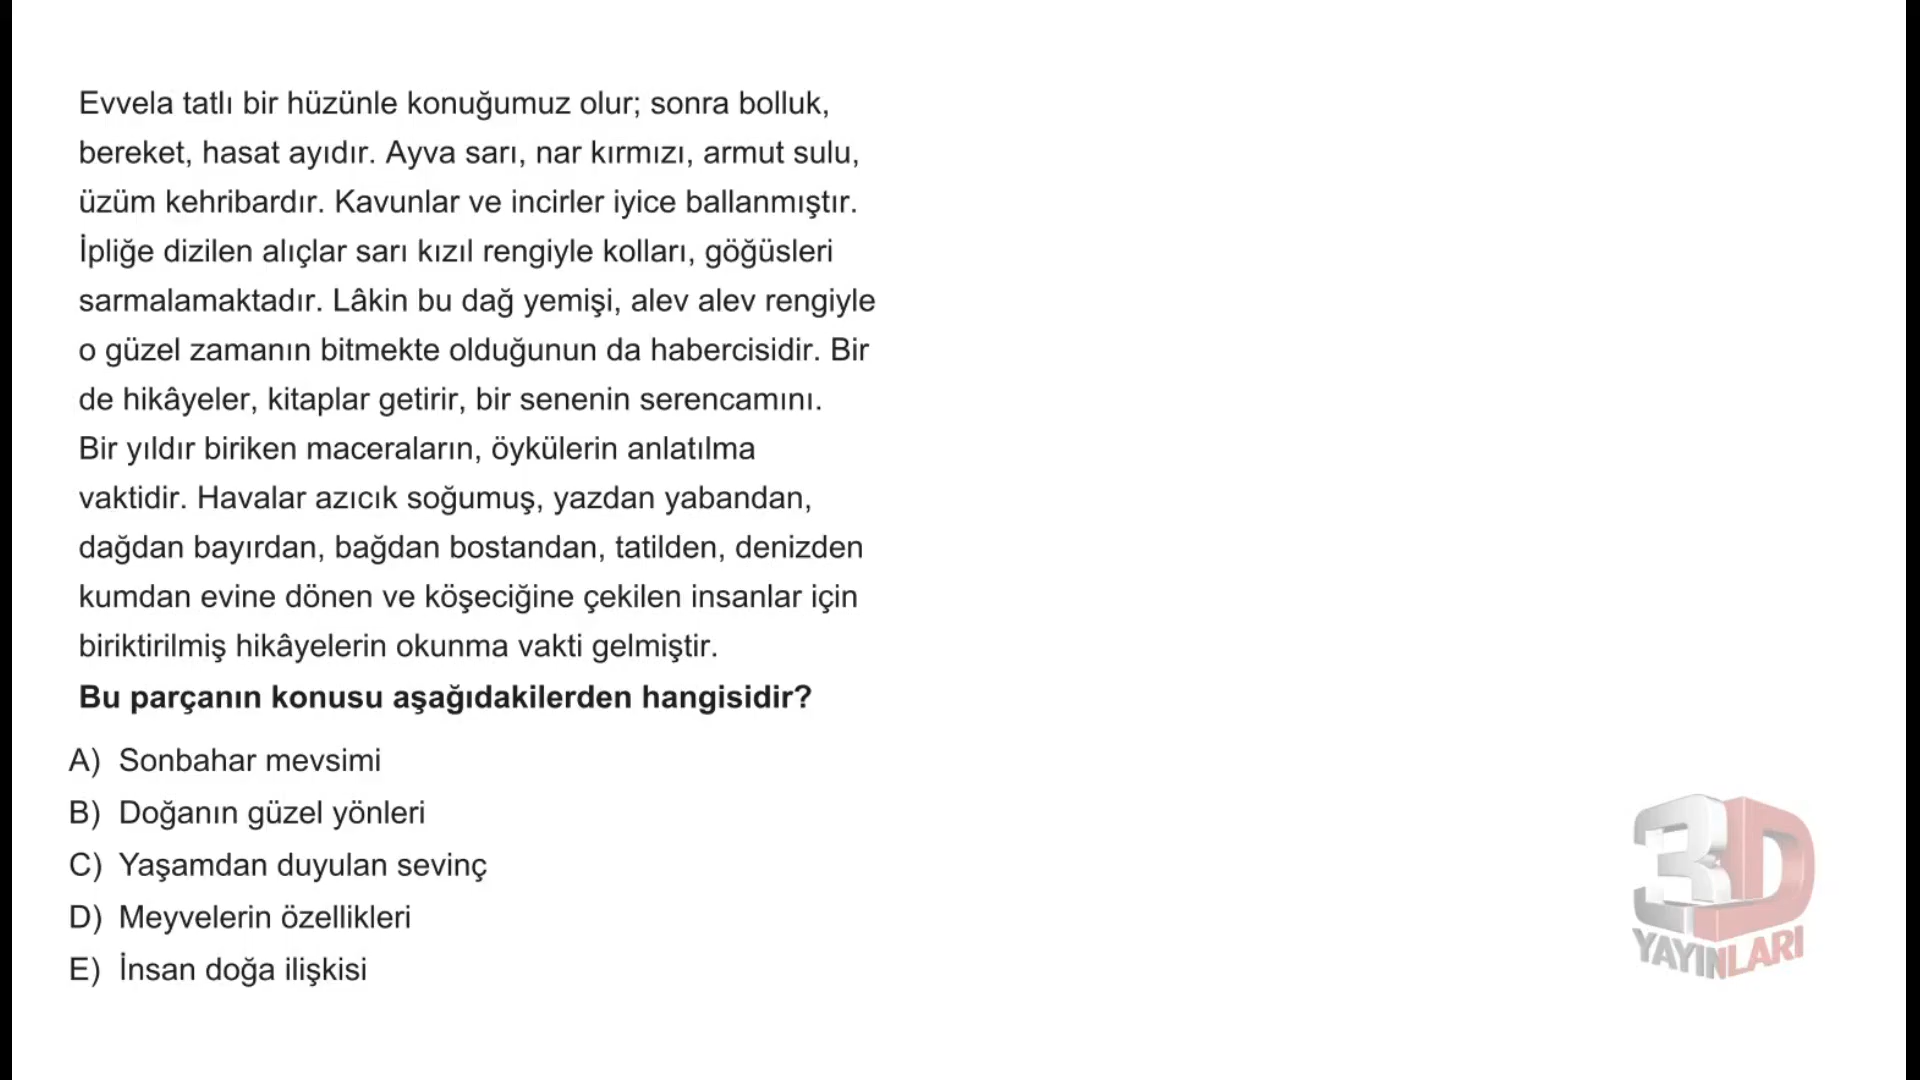 Evvela tatlı bir hüzünle konuğumuz olur; sonra bolluk,
bereket, hasat ayıdır. Ayva sarı, nar kırmızı, armut sulu,
üzüm kehribardır. Kavunlar ve incirler iyice ballanmıştır.
İpliğe dizilen alıçlar sarı kızıl rengiyle kolları, göğüsleri
sarmalamaktadır. Lâkin bu dağ yemişi, alev alev rengiyle
o güzel zamanın bitmekte olduğunun da habercisidir. Bir
de hikâyeler, kitaplar getirir, bir senenin serencamını.
Bir yıldır biriken maceraların, öykülerin anlatılma
vaktidir. Havalar azıcık soğumuş, yazdan yabandan,
dağdan bayırdan, bağdan bostandan, tatilden, denizden
kumdan evine dönen ve köşeciğine çekilen insanlar için
biriktirilmiş hikâyelerin okunma vakti gelmiştir.
Bu parçanın konusu aşağıdakilerden hangisidir?
A) Sonbahar mevsimi
B) Doğanın güzel yönleri
C) Yaşamdan duyulan sevinç
D) Meyvelerin özellikleri
E) İnsan doğa ilişkisi
3D
YAYINLARI